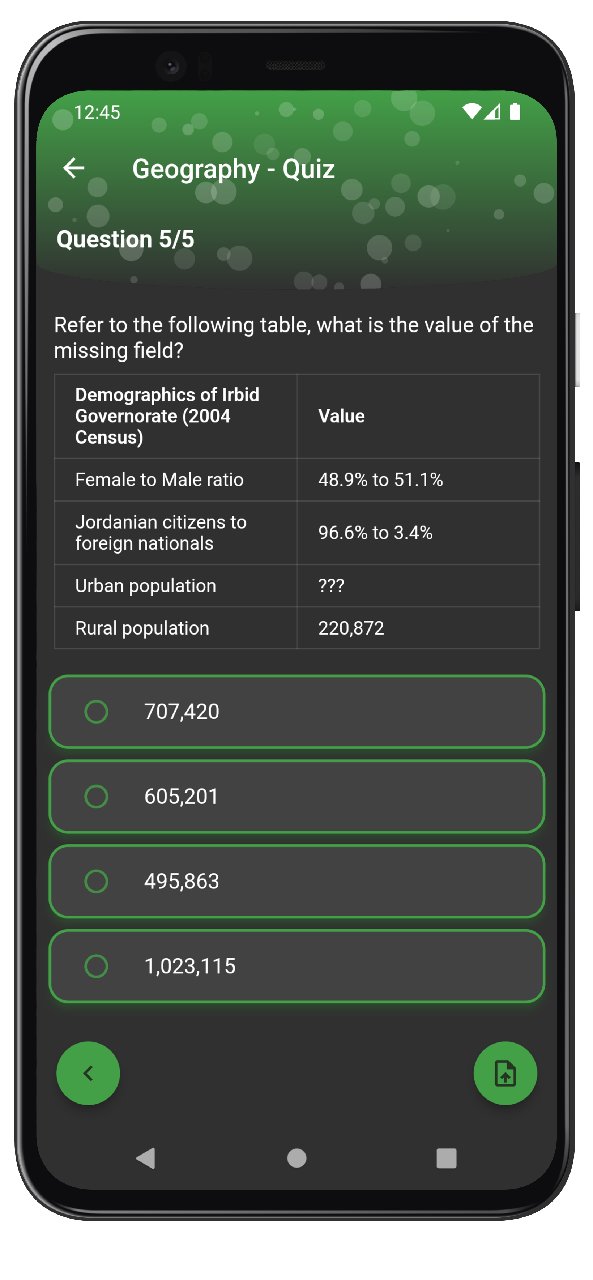 12:45
Geography - Quiz
Question 5/5
Refer to the following table, what is the value of the
missing field?
Demographics of Irbid
Governorate (2004
Census)
Value
Female to Male ratio
48.9% to 51.1%
Jordanian citizens to
foreign nationals
96.6% to 3.4%
Urban population
???
Rural population
220,872
707,420
605,201
495,863
1,023,115